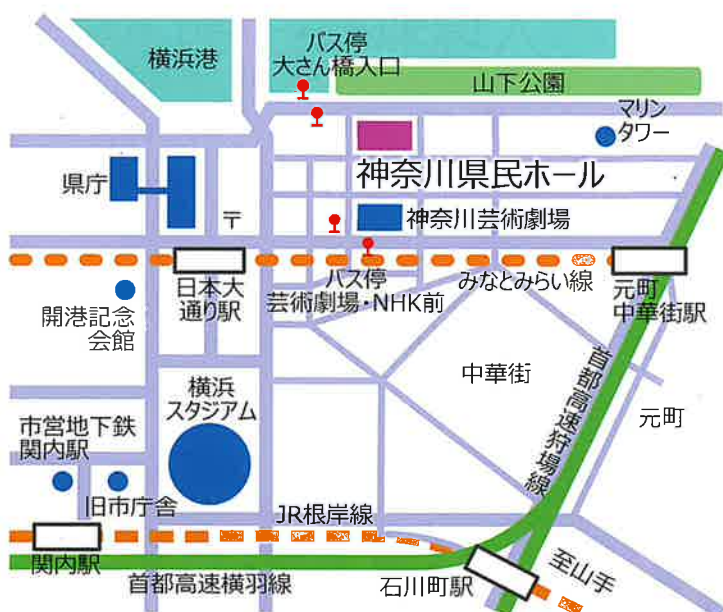 横浜港
バス停
大さん橋入口
山下公園
マリン
タワー
県庁
神奈川県民ホール
〒
神奈川芸術劇場
日本大
通り駅
バス停
芸術劇場・NHK前
みなとみらい線
元町
中華街駅
開港記念
会館
横浜
スタジアム
中華街
首都高速狩場線
元町
市営地下鉄
関内駅
旧市庁舎
JR根岸線
関内駅
首都高速横羽線
石川町駅
至山手